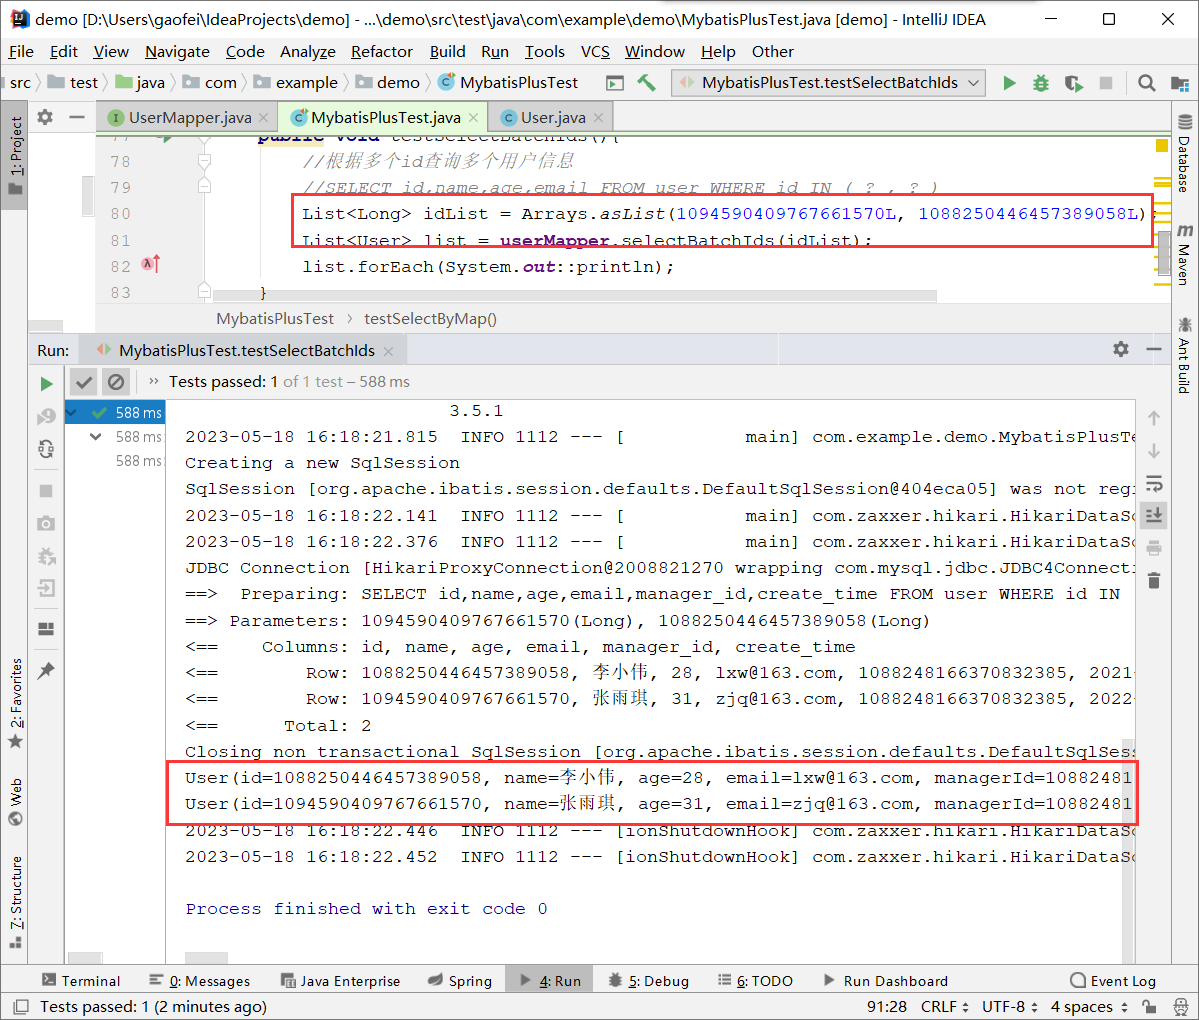 demo [D:\Users\gaofei\IdeaProjects\demo] - ...\demo\src\test\java\com\example\demo\MybatisPlusTest.java [demo] - IntelliJ IDEA
File Edit View Navigate Code Analyze Refactor Build Run Tools VCS Window Help Other
src test java com example demo MybatisPlusTest MybatisPlusTest.testSelectBatchIds
1: Project
UserMapper.java MybatisPlusTest.java User.java
77 public void testSelectBatchIds(){
78 //根据多个id查询多个用户信息
79 //SELECT id,name,age,email FROM user WHERE id IN ( ? , ? )
80 List<Long> idList = Arrays.asList(1094590409767661570L, 1088250446457389058L);
81 List<User> list = userMapper.selectBatchIds(idList);
82 list.forEach(System.out::println);
83 }
MybatisPlusTest > testSelectByMap()
Database
Maven
Ant Build
Run: MybatisPlusTest.testSelectBatchIds
Tests passed: 1 of 1 test – 588 ms
588 ms
588 ms
588 ms
3.5.1
2023-05-18 16:18:21.815  INFO 1112 --- [           main] com.example.demo.MybatisPlusTe
Creating a new SqlSession
SqlSession [org.apache.ibatis.session.defaults.DefaultSqlSession@404eca05] was not regi
2023-05-18 16:18:22.141  INFO 1112 --- [           main] com.zaxxer.hikari.HikariDataSo
2023-05-18 16:18:22.376  INFO 1112 --- [           main] com.zaxxer.hikari.HikariDataSo
JDBC Connection [HikariProxyConnection@2008821270 wrapping com.mysql.jdbc.JDBC4Connecti
==>  Preparing: SELECT id,name,age,email,manager_id,create_time FROM user WHERE id IN
==> Parameters: 1094590409767661570(Long), 1088250446457389058(Long)
<==    Columns: id, name, age, email, manager_id, create_time
<==        Row: 1088250446457389058, 李小伟, 28, lxw@163.com, 1088248166370832385, 2021-
<==        Row: 1094590409767661570, 张雨琪, 31, zjq@163.com, 1088248166370832385, 2022-
<==      Total: 2
Closing non transactional SqlSession [org.apache.ibatis.session.defaults.DefaultSqlSess
User(id=1088250446457389058, name=李小伟, age=28, email=lxw@163.com, managerId=10882481
User(id=1094590409767661570, name=张雨琪, age=31, email=zjq@163.com, managerId=10882481
2023-05-18 16:18:22.446  INFO 1112 --- [ionShutdownHook] com.zaxxer.hikari.HikariDataSo
2023-05-18 16:18:22.452  INFO 1112 --- [ionShutdownHook] com.zaxxer.hikari.HikariDataSo
Process finished with exit code 0
2: Favorites
Web
7: Structure
Terminal 0: Messages Java Enterprise Spring 4: Run 5: Debug 6: TODO Run Dashboard Event Log
Tests passed: 1 (2 minutes ago) 91:28 CRLF UTF-8 4 spaces